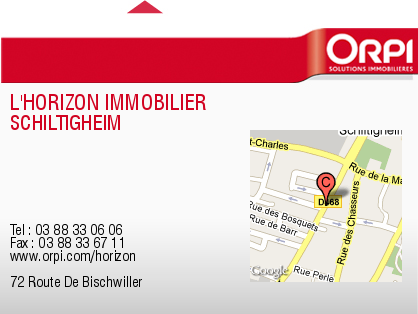 ORPI
SOLUTIONS IMMOBILIÈRES
L'HORIZON IMMOBILIER
SCHILTIGHEIM
Schiltigheim
t-Charles
Rue de la Ma
C
D468
Rue des Chasseurs
Rue des Bosquets
Rue de Barr
Rue Perle
Google
Tel : 03 88 33 06 06
Fax : 03 88 33 67 11
www.orpi.com/horizon
72 Route De Bischwiller